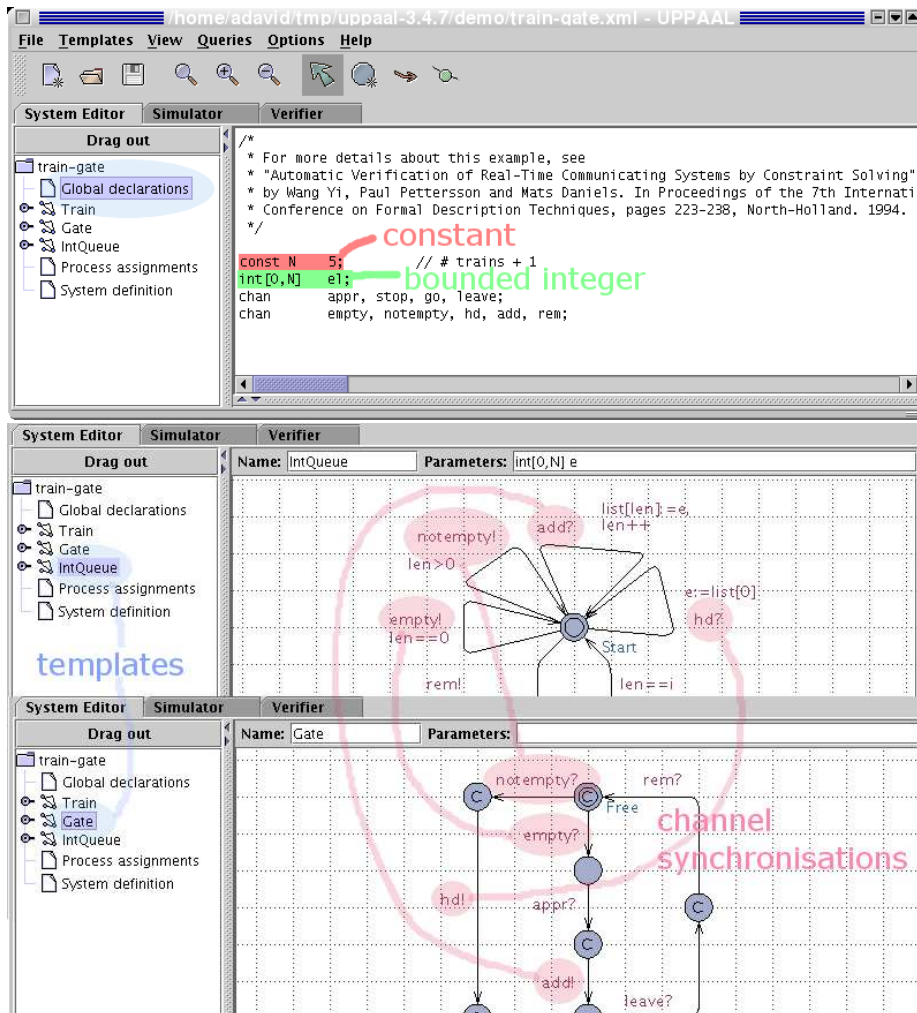 /home/adavid/tmp/uppaal-3.4.7/demo/train-gate.xml - UPPAAL
File Templates View Queries Options Help
System Editor Simulator Verifier
Drag out
train-gate
Global declarations
Train
Gate
IntQueue
Process assignments
System definition
/*
* For more details about this example, see
* "Automatic Verification of Real-Time Communicating Systems by Constraint Solving"
* by Wang Yi, Paul Pettersson and Mats Daniels. In Proceedings of the 7th Internati
* Conference on Formal Description Techniques, pages 223-238, North-Holland. 1994.
*/
constant
const N 5; // # trains + 1
int[0,N] el;
bounded integer
chan appr, stop, go, leave;
chan empty, notempty, hd, add, rem;
System Editor Simulator Verifier
Drag out
Name: IntQueue Parameters: int[0,N] e
train-gate
Global declarations
Train
Gate
IntQueue
Process assignments
System definition
templates
list[len]:=e,
add? len++
notempty!
len>0
e:=list[0]
empty! hd?
len==0
Start
rem! len==i
System Editor Simulator Verifier
Drag out
Name: Gate Parameters:
train-gate
Global declarations
Train
Gate
IntQueue
Process assignments
System definition
notempty? rem?
C C
Free
channel
empty?
synchronisations
hd! appr? C
C
add!
leave?